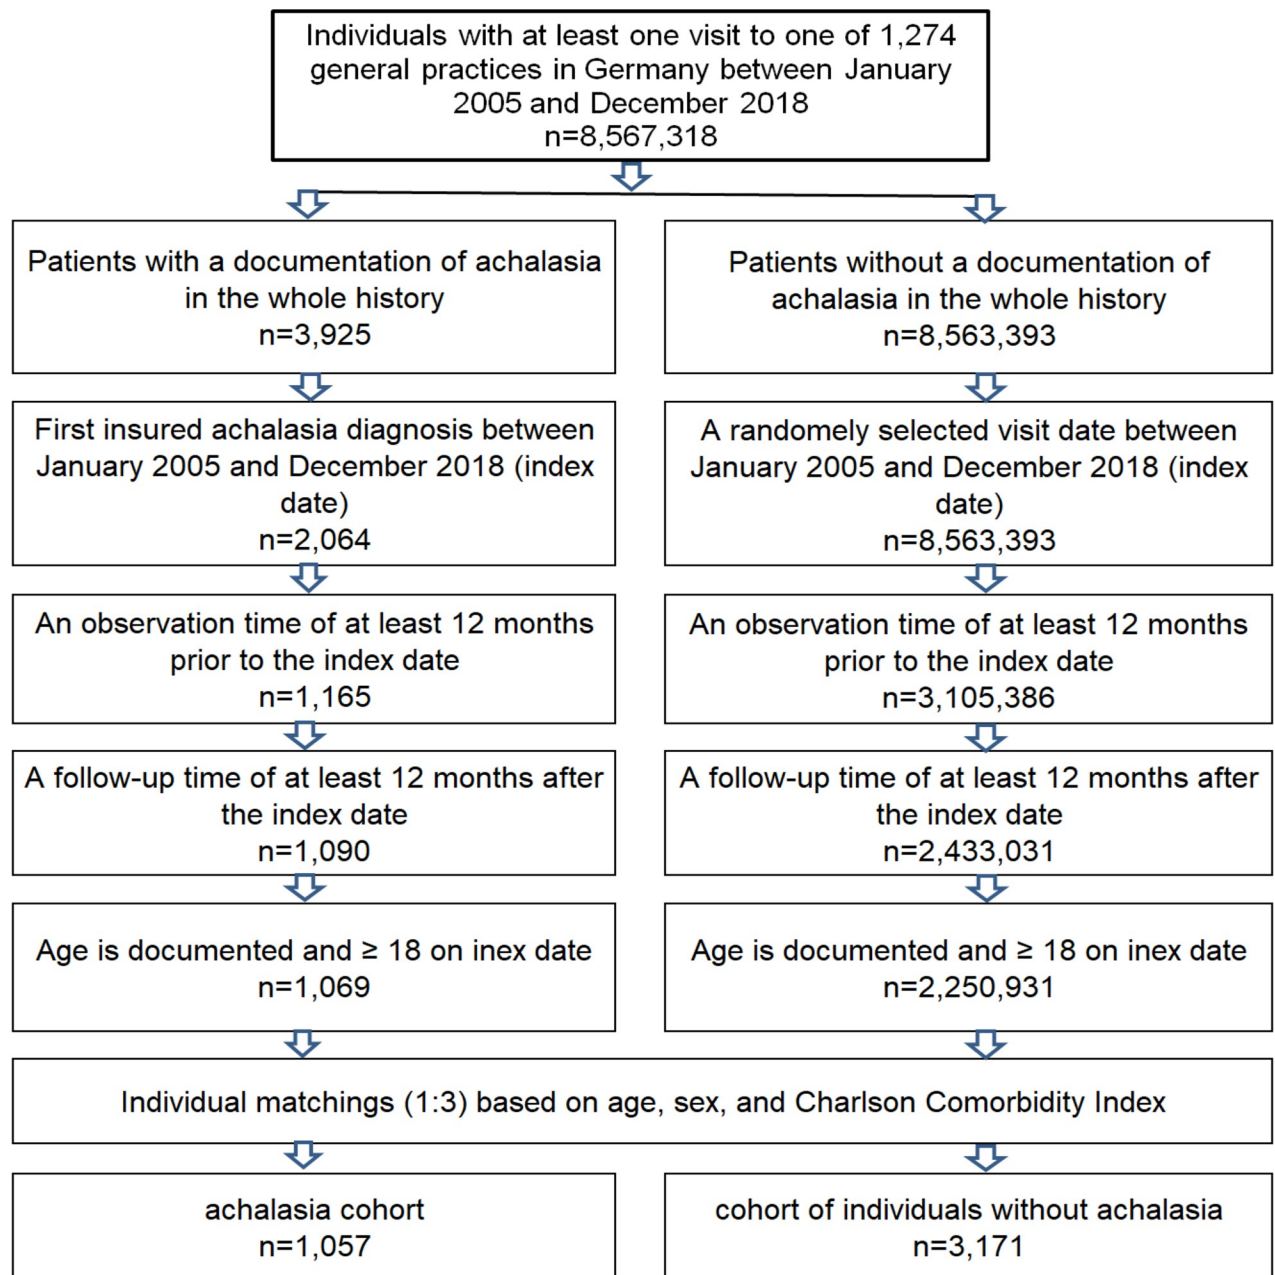 Individuals with at least one visit to one of 1,274
general practices in Germany between January
2005 and December 2018
n=8,567,318
Patients with a documentation of achalasia
in the whole history
n=3,925
Patients without a documentation of
achalasia in the whole history
n=8,563,393
First insured achalasia diagnosis between
January 2005 and December 2018 (index
date)
n=2,064
A randomely selected visit date between
January 2005 and December 2018 (index
date)
n=8,563,393
An observation time of at least 12 months
prior to the index date
n=1,165
An observation time of at least 12 months
prior to the index date
n=3,105,386
A follow-up time of at least 12 months after
the index date
n=1,090
A follow-up time of at least 12 months after
the index date
n=2,433,031
Age is documented and ≥ 18 on inex date
n=1,069
Age is documented and ≥ 18 on inex date
n=2,250,931
Individual matchings (1:3) based on age, sex, and Charlson Comorbidity Index
achalasia cohort
n=1,057
cohort of individuals without achalasia
n=3,171